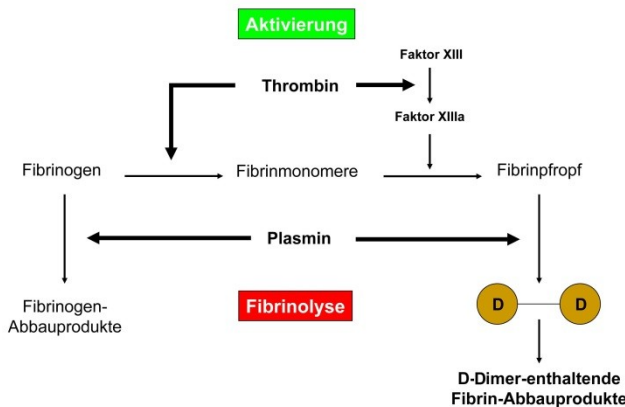 Aktivierung
Faktor XIII
Thrombin
Faktor XIIIa
Fibrinogen
Fibrinmonomere
Fibrinpfropf
Plasmin
Fibrinogen-
Abbauprodukte
Fibrinolyse
D
D
D-Dimer-enthaltende
Fibrin-Abbauprodukte